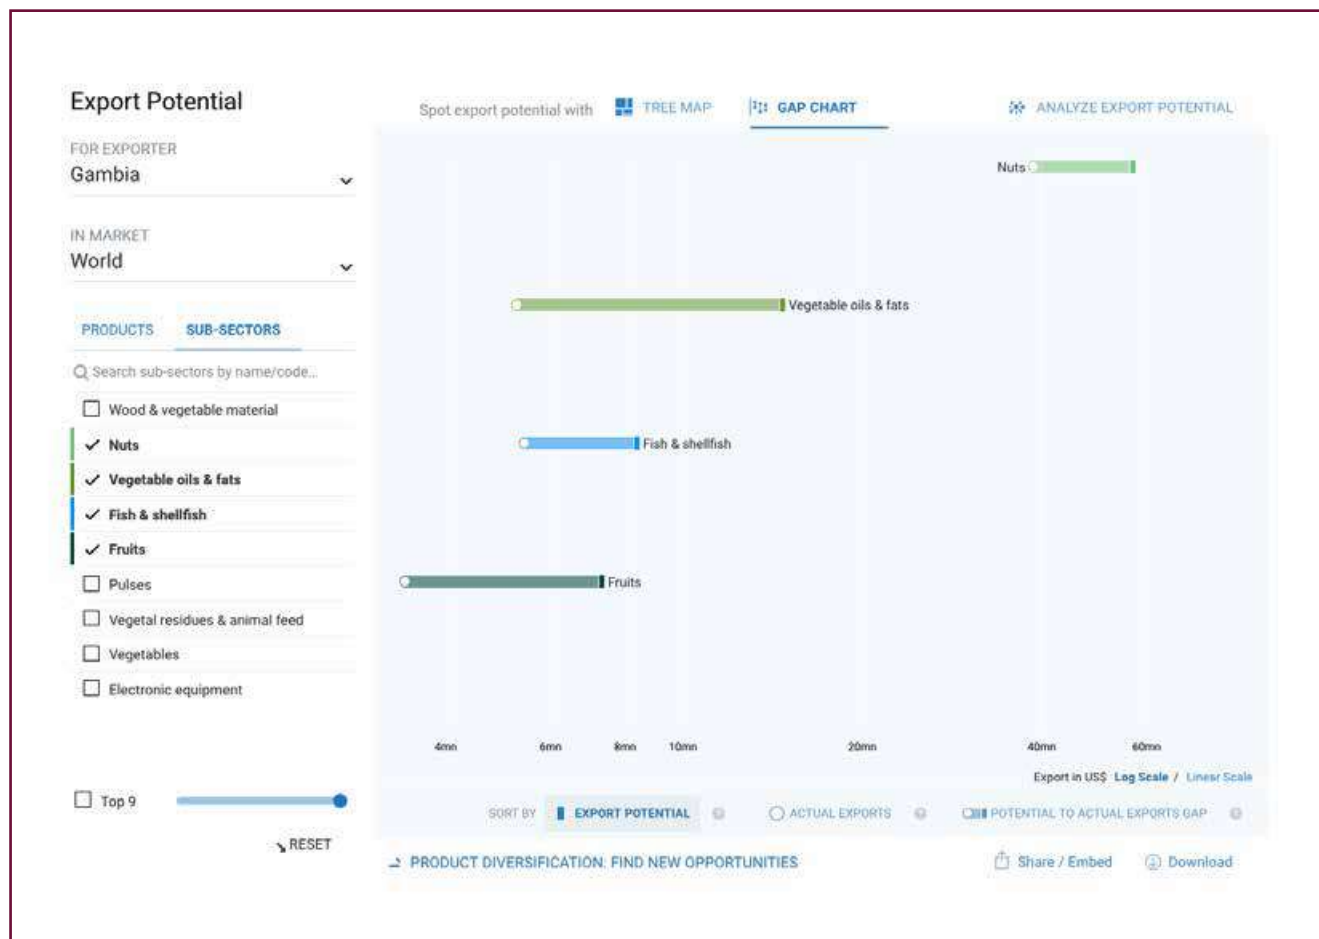 Export Potential
FOR EXPORTER
Gambia
IN MARKET
World
PRODUCTS SUB-SECTORS
Search sub-sectors by name/code...
Wood & vegetable material
Nuts
Vegetable oils & fats
Fish & shellfish
Fruits
Pulses
Vegetal residues & animal feed
Vegetables
Electronic equipment
Top 9
RESET
Spot export potential with TREE MAP GAP CHART ANALYZE EXPORT POTENTIAL
Nuts
Vegetable oils & fats
Fish & shellfish
Fruits
4mn 6mn 8mn 10mn 20mn 40mn 60mn
Export in US$ Log Scale / Linear Scale
SORT BY EXPORT POTENTIAL ACTUAL EXPORTS POTENTIAL TO ACTUAL EXPORTS GAP
PRODUCT DIVERSIFICATION: FIND NEW OPPORTUNITIES Share / Embed Download